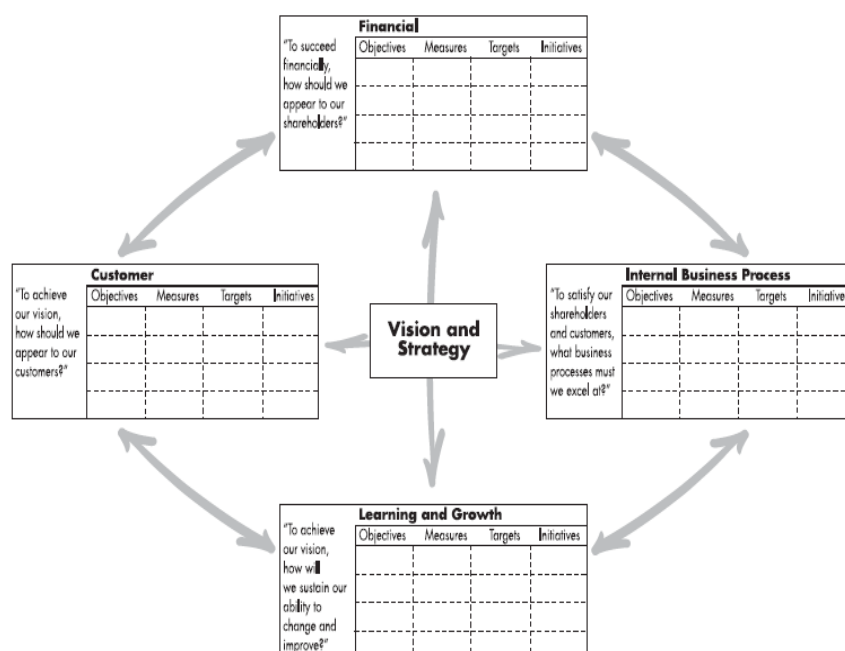 Financial
"To succeed
financially,
how should we
appear to our
shareholders?"
Objectives Measures Targets Initiatives
Customer
"To achieve
our vision,
how should we
appear to our
customers?"
Objectives Measures Targets Initiatives
Vision and
Strategy
Internal Business Process
"To satisfy our
shareholders
and customers,
what business
processes must
we excel at?"
Objectives Measures Targets Initiative
Learning and Growth
"To achieve
our vision,
how will
we sustain our
ability to
change and
improve?"
Objectives Measures Targets Initiatives